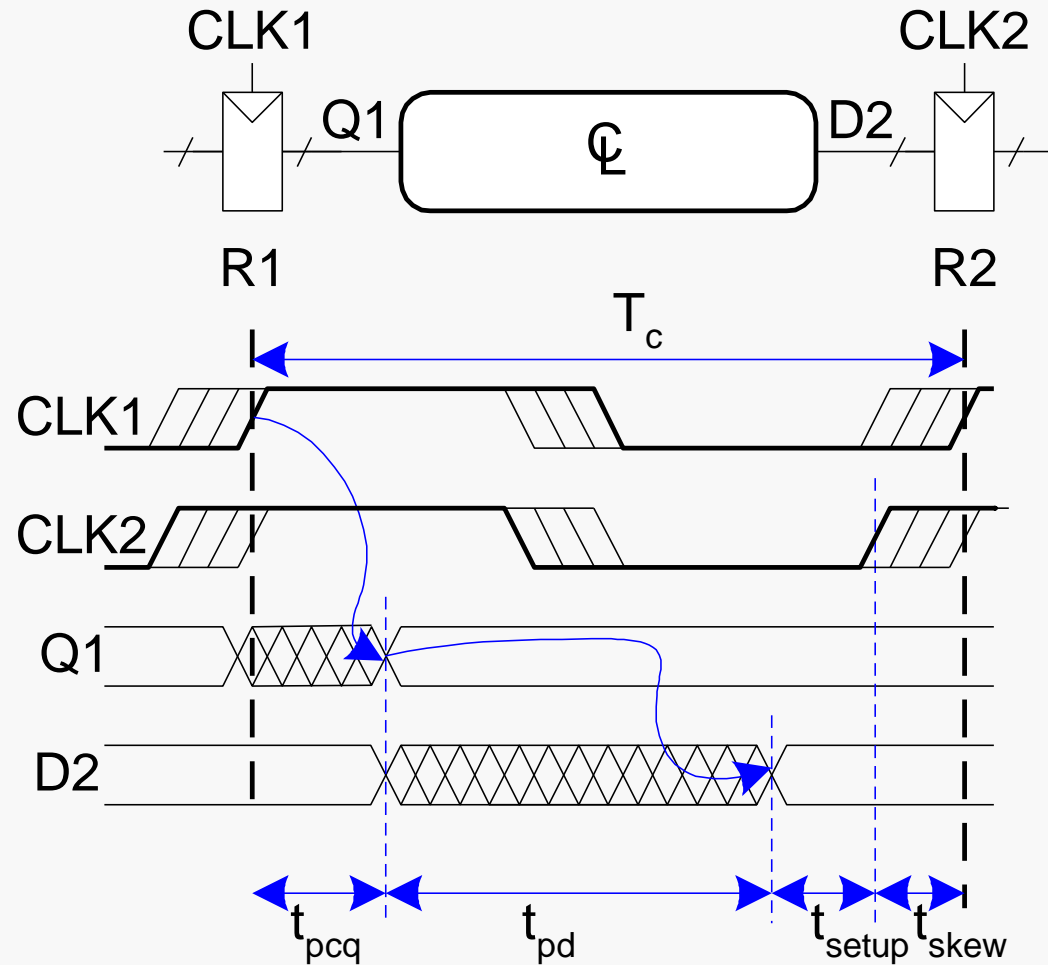 CLK1 CLK2
Q1 CL D2
R1 R2
Tc
CLK1
CLK2
Q1
D2
tpcq tpd tsetup tskew